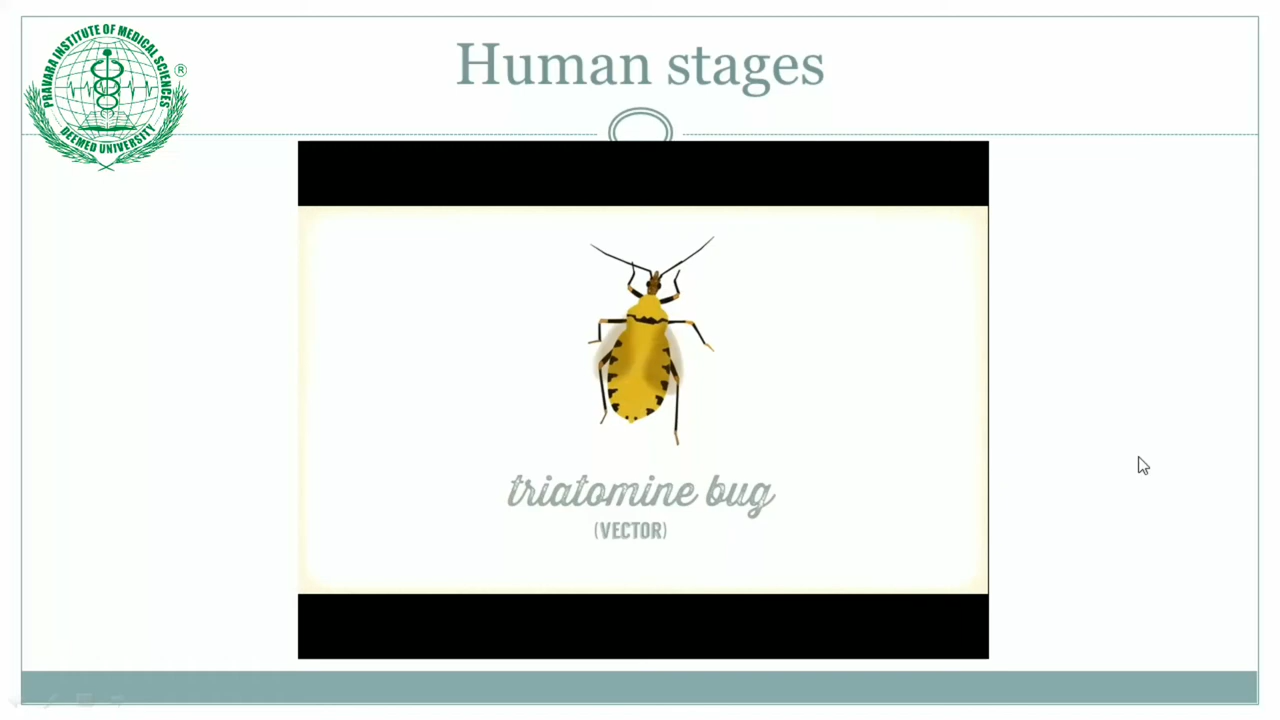 Human stages
PRAVARA INSTITUTE OF MEDICAL SCIENCES
®
DEEMED UNIVERSITY
triatomine bug
(VECTOR)